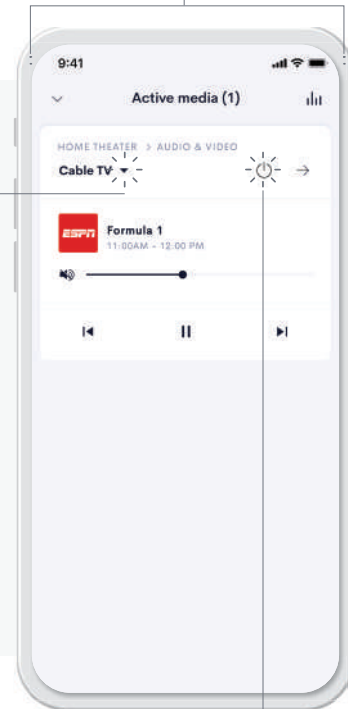 9:41
Active media (1)
HOME THEATER > AUDIO & VIDEO
Cable TV
ESPN
Formula 1
11:00AM - 12:00 PM